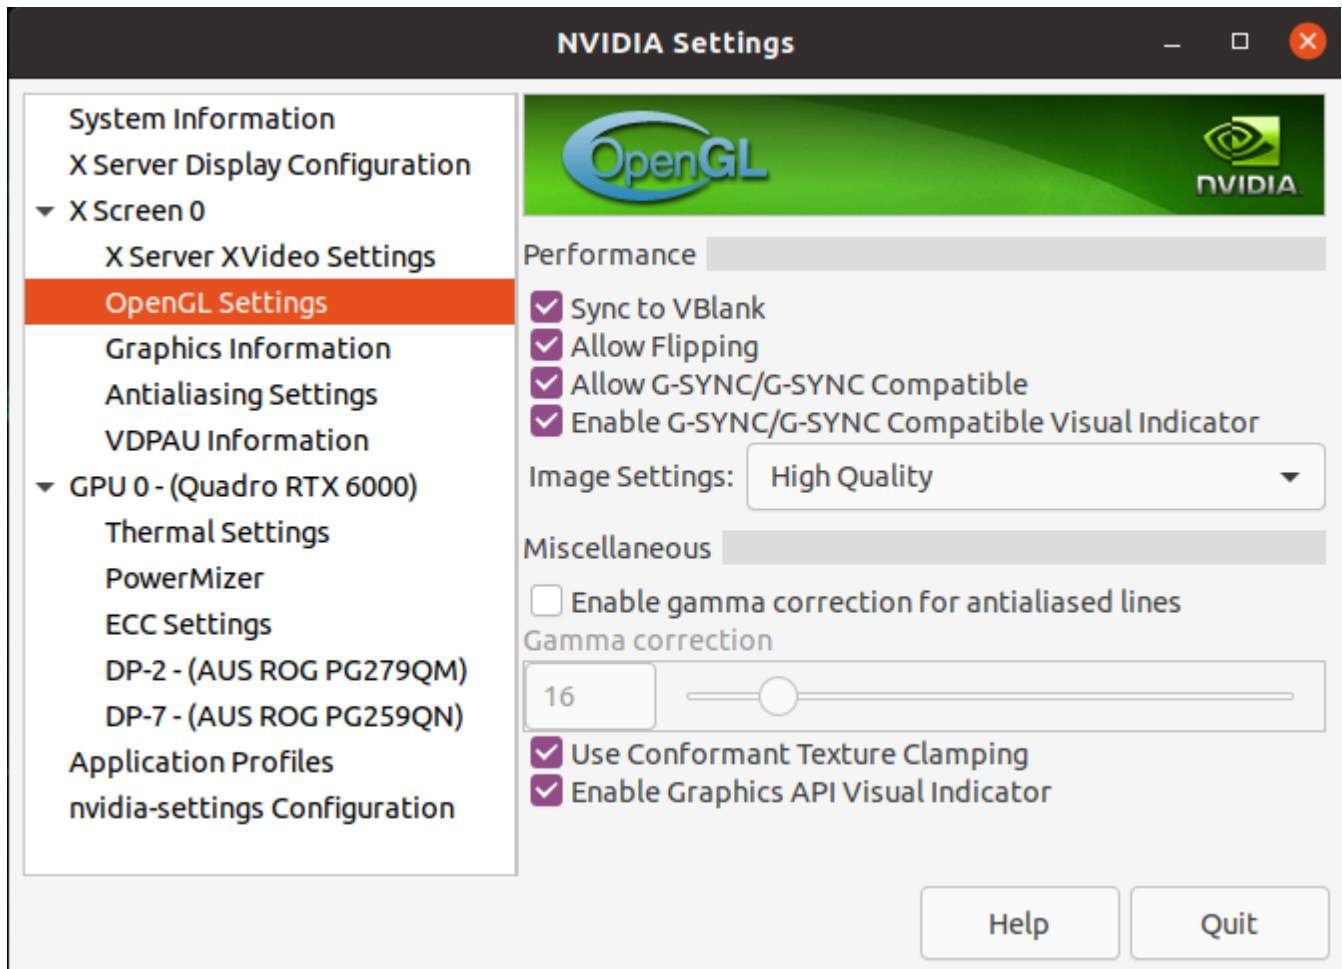 NVIDIA Settings
System Information
X Server Display Configuration
X Screen 0
X Server XVideo Settings
OpenGL Settings
Graphics Information
Antialiasing Settings
VDPAU Information
GPU 0 - (Quadro RTX 6000)
Thermal Settings
PowerMizer
ECC Settings
DP-2 - (AUS ROG PG279QM)
DP-7 - (AUS ROG PG259QN)
Application Profiles
nvidia-settings Configuration
OpenGL
NVIDIA.
Performance
Sync to VBlank
Allow Flipping
Allow G-SYNC/G-SYNC Compatible
Enable G-SYNC/G-SYNC Compatible Visual Indicator
Image Settings: High Quality
Miscellaneous
Enable gamma correction for antialiased lines
Gamma correction
16
Use Conformant Texture Clamping
Enable Graphics API Visual Indicator
Help Quit